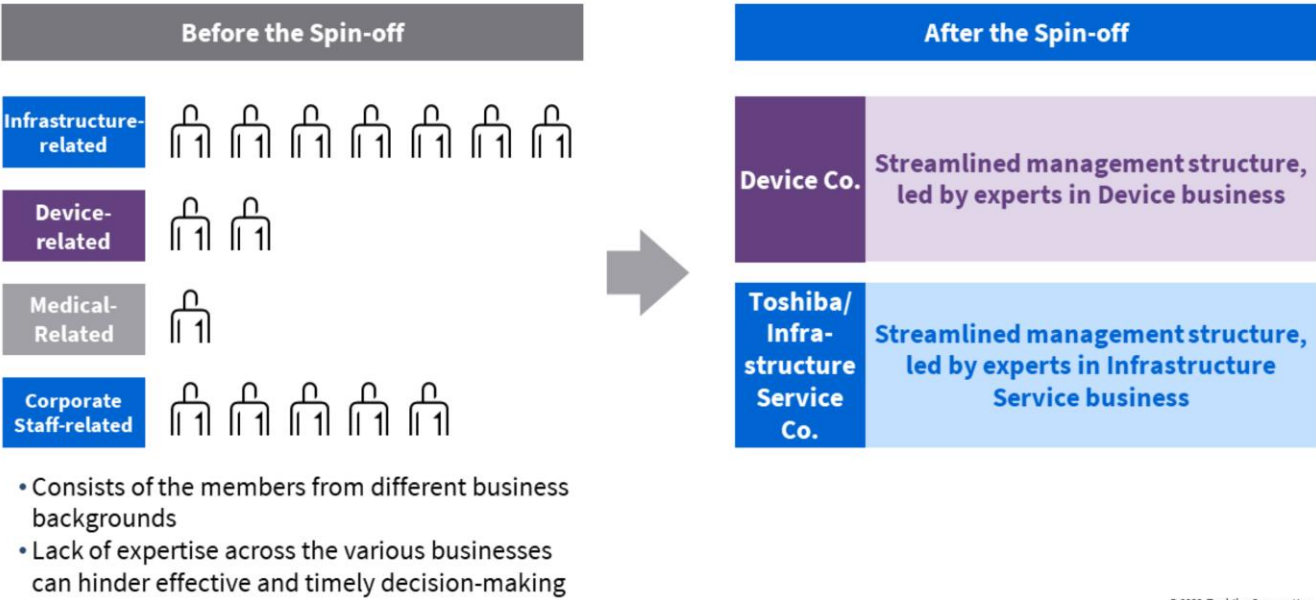 Before the Spin-off
Infrastructure-
related
Device-
related
Medical-
Related
Corporate
Staff-related
• Consists of the members from different business
backgrounds
• Lack of expertise across the various businesses
can hinder effective and timely decision-making
After the Spin-off
Device Co.
Streamlined management structure,
led by experts in Device business
Toshiba/
Infra-
structure
Service
Co.
Streamlined management structure,
led by experts in Infrastructure
Service business